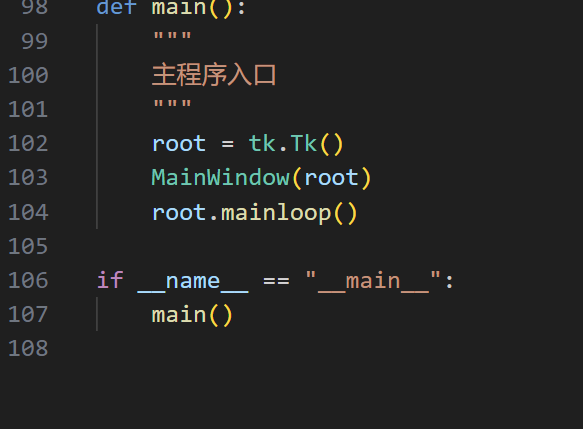 98 def main():
99 """
100 主程序入口
101 """
102 root = tk.Tk()
103 MainWindow(root)
104 root.mainloop()
105
106 if __name__ == "__main__":
107 main()
108